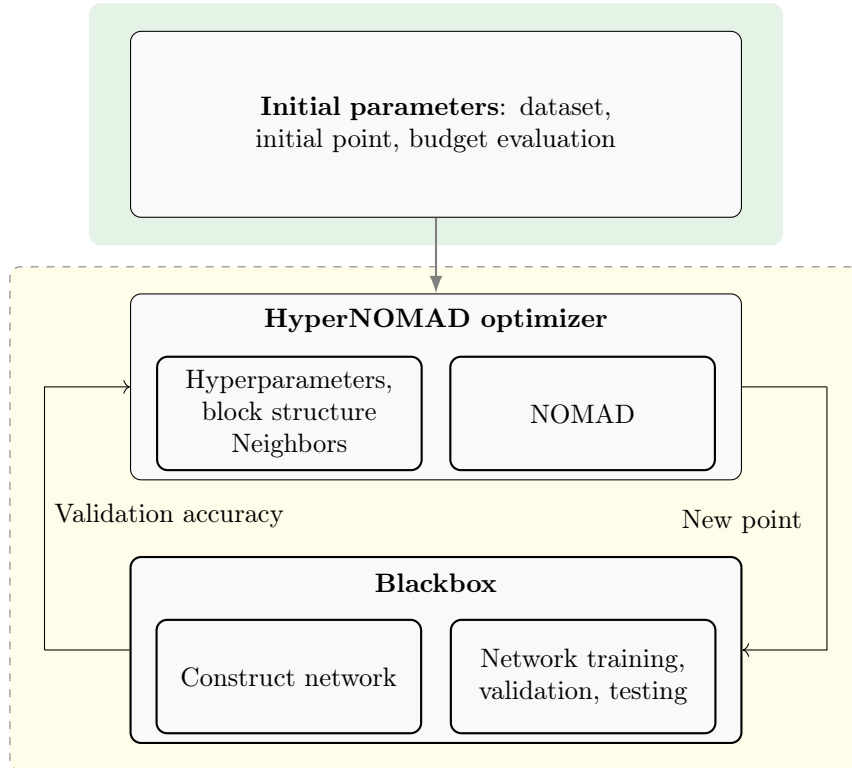 Initial parameters: dataset,
initial point, budget evaluation
HyperNOMAD optimizer
Hyperparameters,
block structure
Neighbors
NOMAD
Validation accuracy
New point
Blackbox
Construct network
Network training,
validation, testing